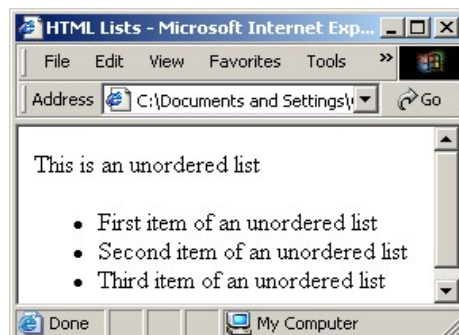 HTML Lists - Microsoft Internet Exp...
File Edit View Favorites Tools »
Address C:\Documents and Settings\ Go
This is an unordered list
• First item of an unordered list
• Second item of an unordered list
• Third item of an unordered list
Done My Computer